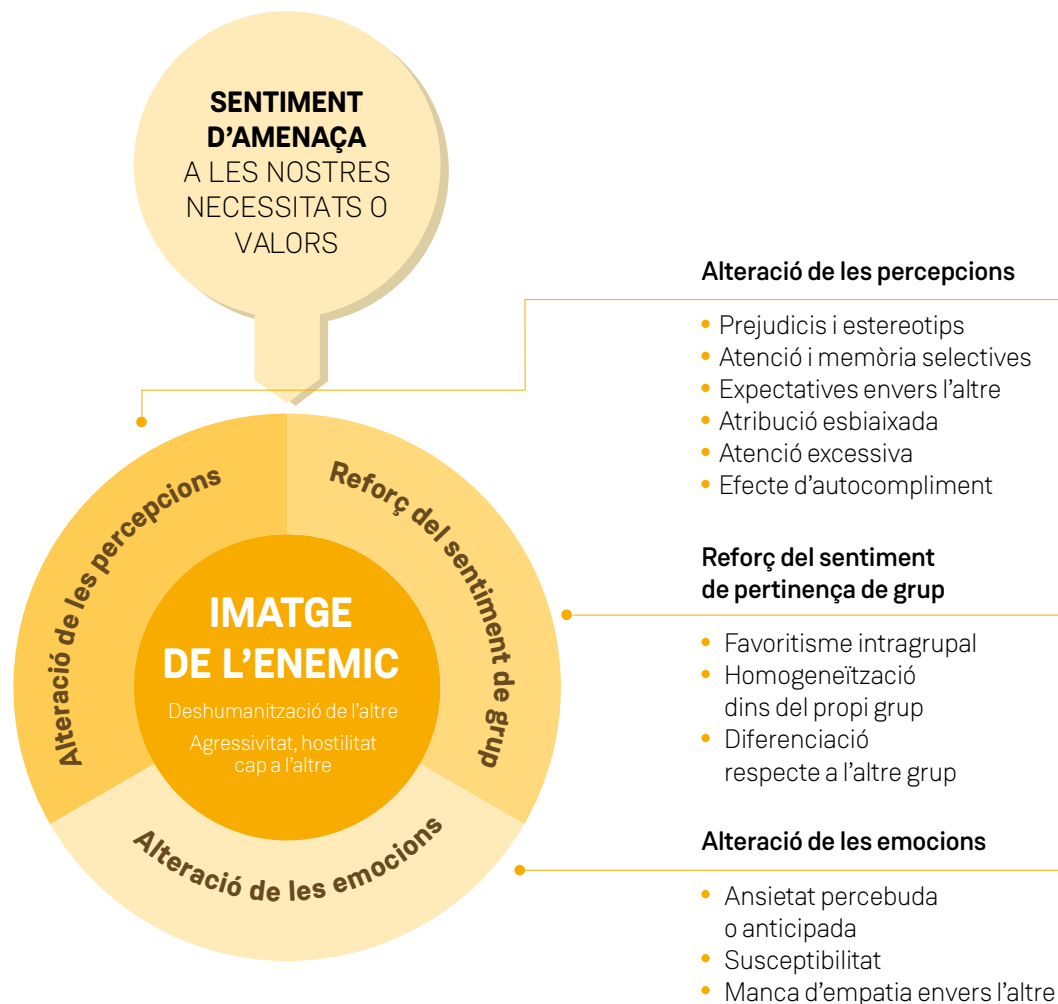 SENTIMENT
D’AMENAÇA
A LES NOSTRES
NECESSITATS O
VALORS
Alteració de les percepcions
Reforç del sentiment de grup
Alteració de les emocions
IMATGE
DE L’ENEMIC
Deshumanització de l’altre
Agressivitat, hostilitat
cap a l’altre
Alteració de les percepcions
• Prejudicis i estereotips
• Atenció i memòria selectives
• Expectatives envers l’altre
• Atribució esbiaixada
• Atenció excessiva
• Efecte d’autocompliment
Reforç del sentiment
de pertinença de grup
• Favoritisme intragrupal
• Homogeneïtzació
dins del propi grup
• Diferenciació
respecte a l’altre grup
Alteració de les emocions
• Ansietat percebuda
o anticipada
• Susceptibilitat
• Manca d’empatia envers l’altre